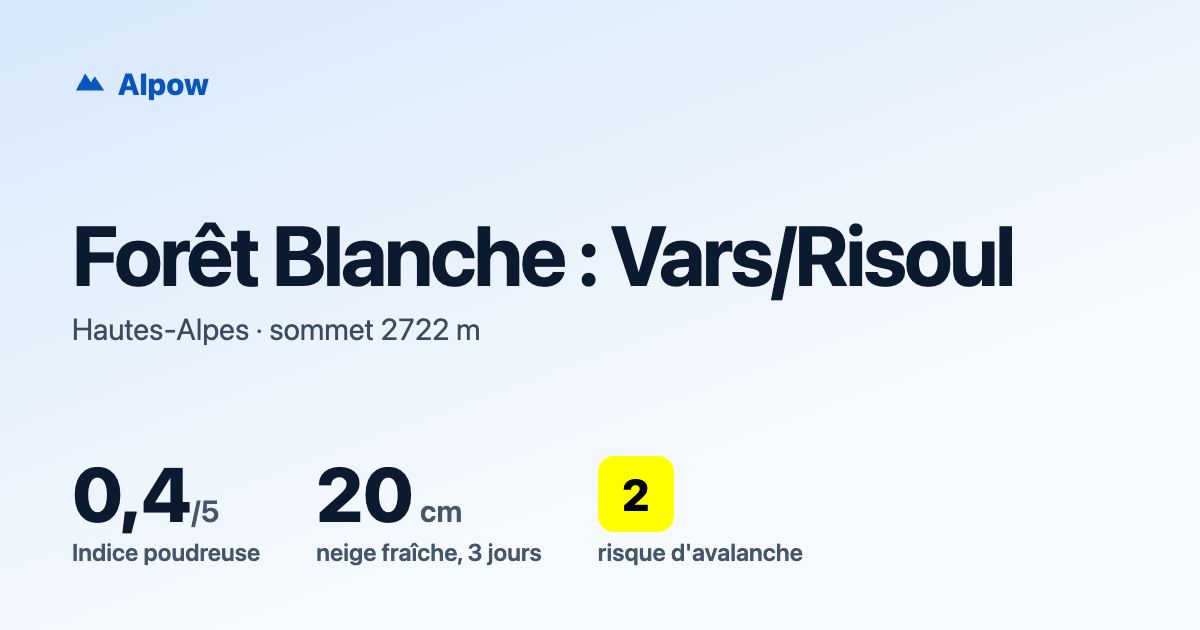 Alpow
Forêt Blanche : Vars/Risoul
Hautes-Alpes · sommet 2722 m
0,4/5
Indice poudreuse
20 cm
neige fraîche, 3 jours
2
risque d'avalanche